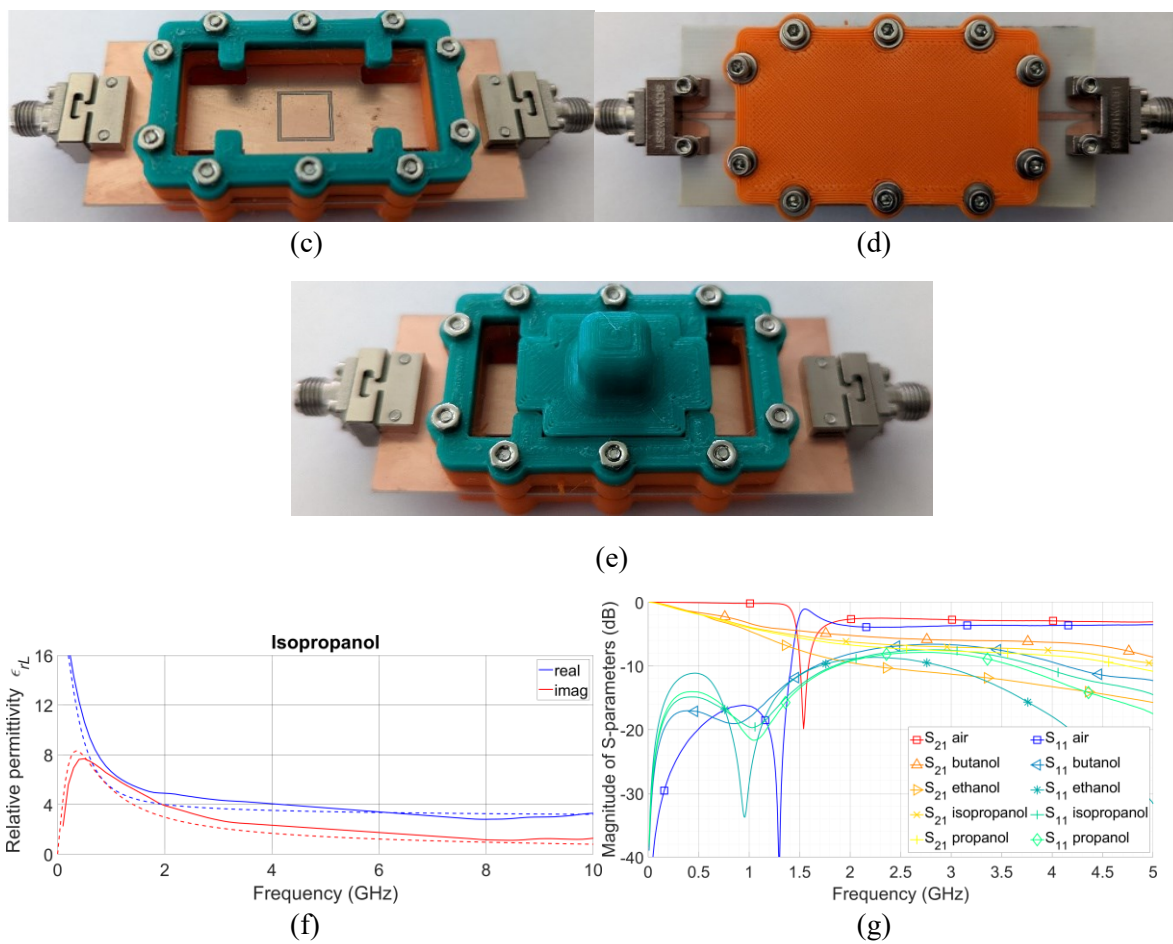 (c)
(d)
SOUTHWEST
(e)
Isopropanol
Relative permittivity ϵrL
16
12
8
4
0
real
imag
0 2 4 6 8 10
Frequency (GHz)
(f)
Magnitude of S-parameters (dB)
0
-10
-20
-30
-40
S21 air
S21 butanol
S21 ethanol
S21 isopropanol
S21 propanol
S11 air
S11 butanol
S11 ethanol
S11 isopropanol
S11 propanol
0 0.5 1 1.5 2 2.5 3 3.5 4 4.5 5
Frequency (GHz)
(g)